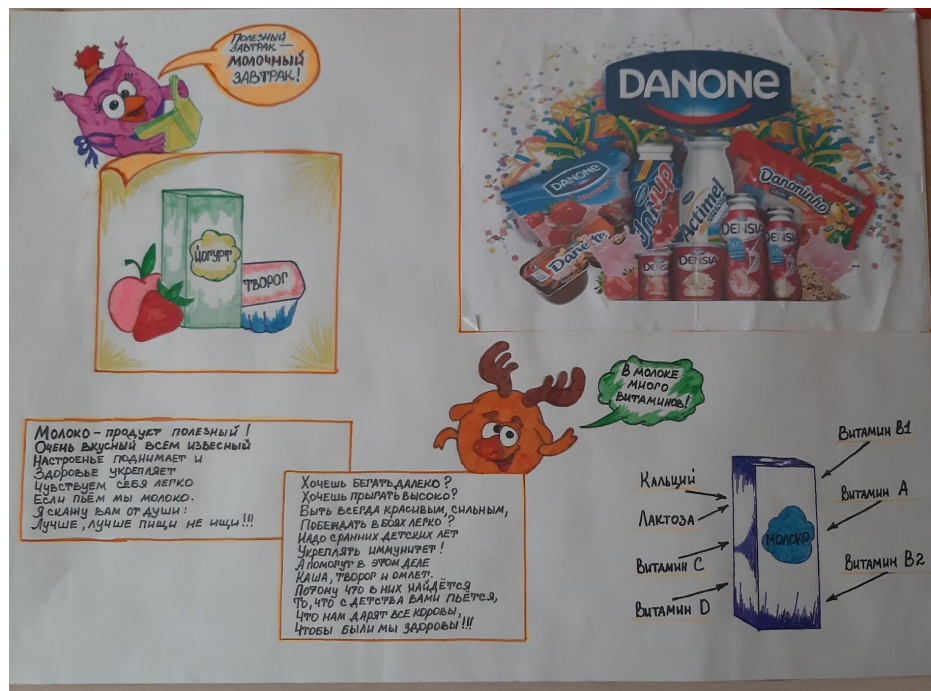 Полезный
завтрак —
молочный
завтрак!
DANONE
DANONE
Actimel
Danoninho
Danette
DENSIA
DENSIA
DENSIA
DENSIA
йогурт
творог
В молоке
много
витаминов!
Молоко - продукт полезный!
Очень вкусный всем извесный
Настроенье поднимает и
Здоровье укрепляет
Чувствуем себя легко
Если пьём мы молоко.
Я скажу вам от души:
Лучше, лучше пищи не ищи!!!
Хочешь бегать далеко?
Хочешь прыгать высоко?
Быть всегда красивым, сильным,
Побеждать в боях легко?
Надо с ранних детских лет
Укреплять иммунитет!
А помогут в этом деле
Каша, творог и омлет.
Потому что в них найдётся
То, что с детства вами пьётся,
Что нам дарят все коровы,
Чтобы были мы здоровы!!!
Кальций
Лактоза
Витамин С
Витамин D
молоко
Витамин В1
Витамин А
Витамин В2